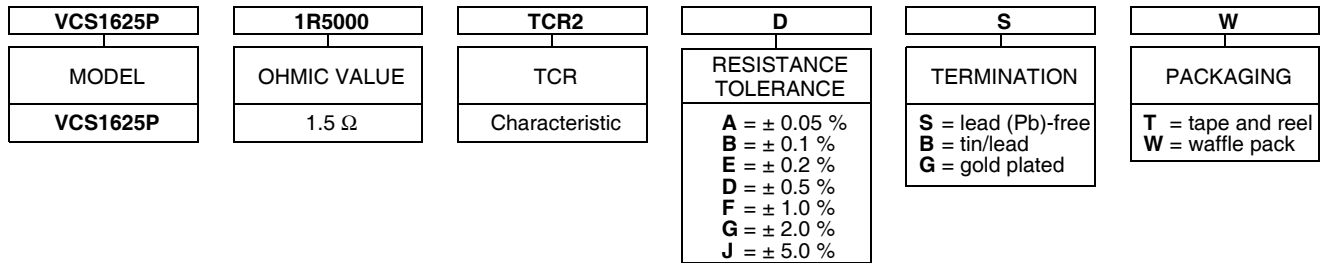 VCS1625P 1R5000 TCR2 D S W
MODEL OHMIC VALUE TCR RESISTANCE TOLERANCE TERMINATION PACKAGING
VCS1625P
1.5 Ω
Characteristic
A = ± 0.05 %
B = ± 0.1 %
E = ± 0.2 %
D = ± 0.5 %
F = ± 1.0 %
G = ± 2.0 %
J = ± 5.0 %
S = lead (Pb)-free
B = tin/lead
G = gold plated
T = tape and reel
W = waffle pack